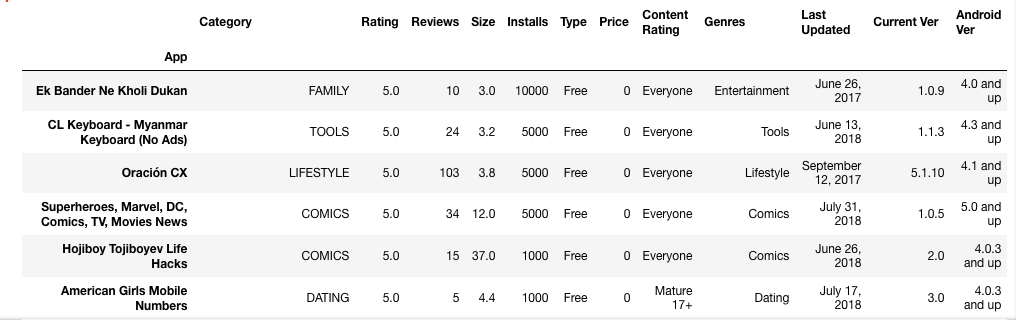 Category Rating Reviews Size Installs Type Price Content Rating Genres Last Updated Current Ver Android Ver
App
Ek Bander Ne Kholi Dukan FAMILY 5.0 10 3.0 10000 Free 0 Everyone Entertainment June 26, 2017 1.0.9 4.0 and up
CL Keyboard - Myanmar Keyboard (No Ads) TOOLS 5.0 24 3.2 5000 Free 0 Everyone Tools June 13, 2018 1.1.3 4.3 and up
Oración CX LIFESTYLE 5.0 103 3.8 5000 Free 0 Everyone Lifestyle September 12, 2017 5.1.10 4.1 and up
Superheroes, Marvel, DC, Comics, TV, Movies News COMICS 5.0 34 12.0 5000 Free 0 Everyone Comics July 31, 2018 1.0.5 5.0 and up
Hojiboy Tojiboyev Life Hacks COMICS 5.0 15 37.0 1000 Free 0 Everyone Comics June 26, 2018 2.0 4.0.3 and up
American Girls Mobile Numbers DATING 5.0 5 4.4 1000 Free 0 Mature 17+ Dating July 17, 2018 3.0 4.0.3 and up